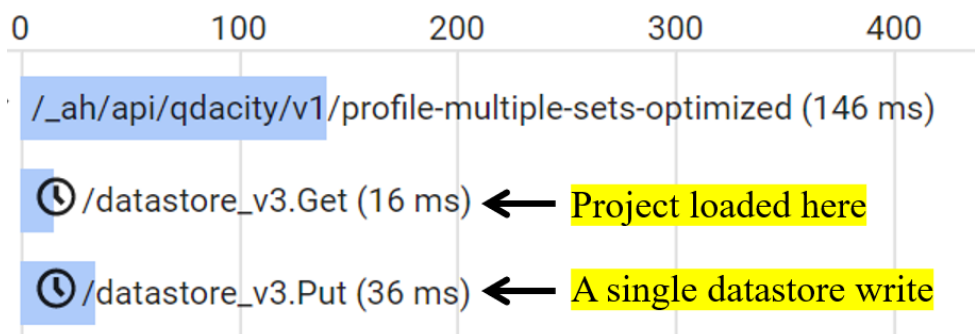 0 100 200 300 400
/_ah/api/qdacity/v1/profile-multiple-sets-optimized (146 ms)
/datastore_v3.Get (16 ms) Project loaded here
/datastore_v3.Put (36 ms) A single datastore write